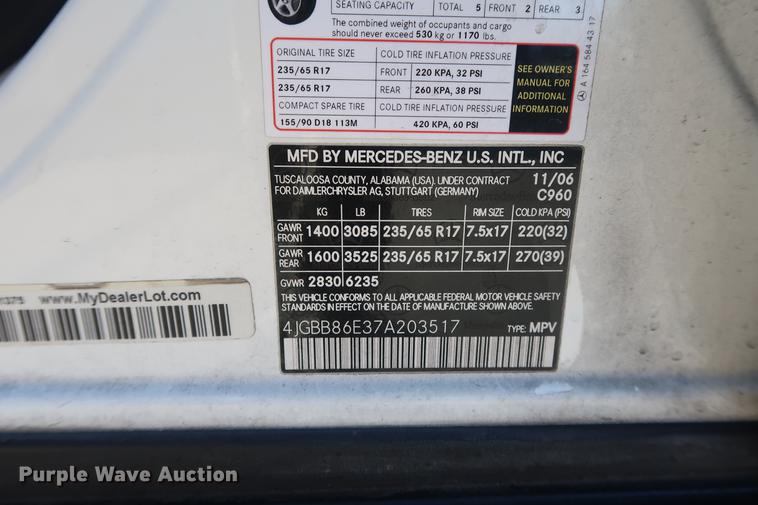 SEATING CAPACITY TOTAL 5 FRONT 2 REAR 3
The combined weight of occupants and cargo
should never exceed 530 kg or 1170 lbs.
ORIGINAL TIRE SIZE COLD TIRE INFLATION PRESSURE
235/65 R17 FRONT 220 KPA, 32 PSI
235/65 R17 REAR 260 KPA, 38 PSI
COMPACT SPARE TIRE COLD TIRE INFLATION PRESSURE
155/90 D18 113M 420 KPA, 60 PSI
SEE OWNER'S
MANUAL FOR
ADDITIONAL
INFORMATION
A 164 584 43 17
MFD BY MERCEDES-BENZ U.S. INTL., INC
TUSCALOOSA COUNTY, ALABAMA (USA). UNDER CONTRACT 11/06
FOR DAIMLERCHRYSLER AG, STUTTGART (GERMANY) C960
KG LB TIRES RIM SIZE COLD KPA (PSI)
GAWR FRONT 1400 3085 235/65 R17 7.5x17 220(32)
GAWR REAR 1600 3525 235/65 R17 7.5x17 270(39)
GVWR 2830 6235
THIS VEHICLE CONFORMS TO ALL APPLICABLE FEDERAL MOTOR VEHICLE SAFETY
STANDARDS IN EFFECT ON THE DATE OF MANUFACTURE SHOWN ABOVE.
4JGBB86E37A203517 TYPE: MPV
www.MyDealerLot.com
Purple Wave Auction